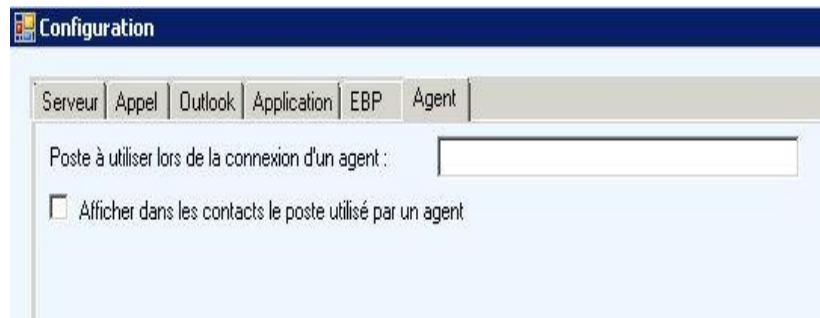 Configuration
Serveur Appel Outlook Application EBP Agent
Poste à utiliser lors de la connexion d'un agent :
Afficher dans les contacts le poste utilisé par un agent